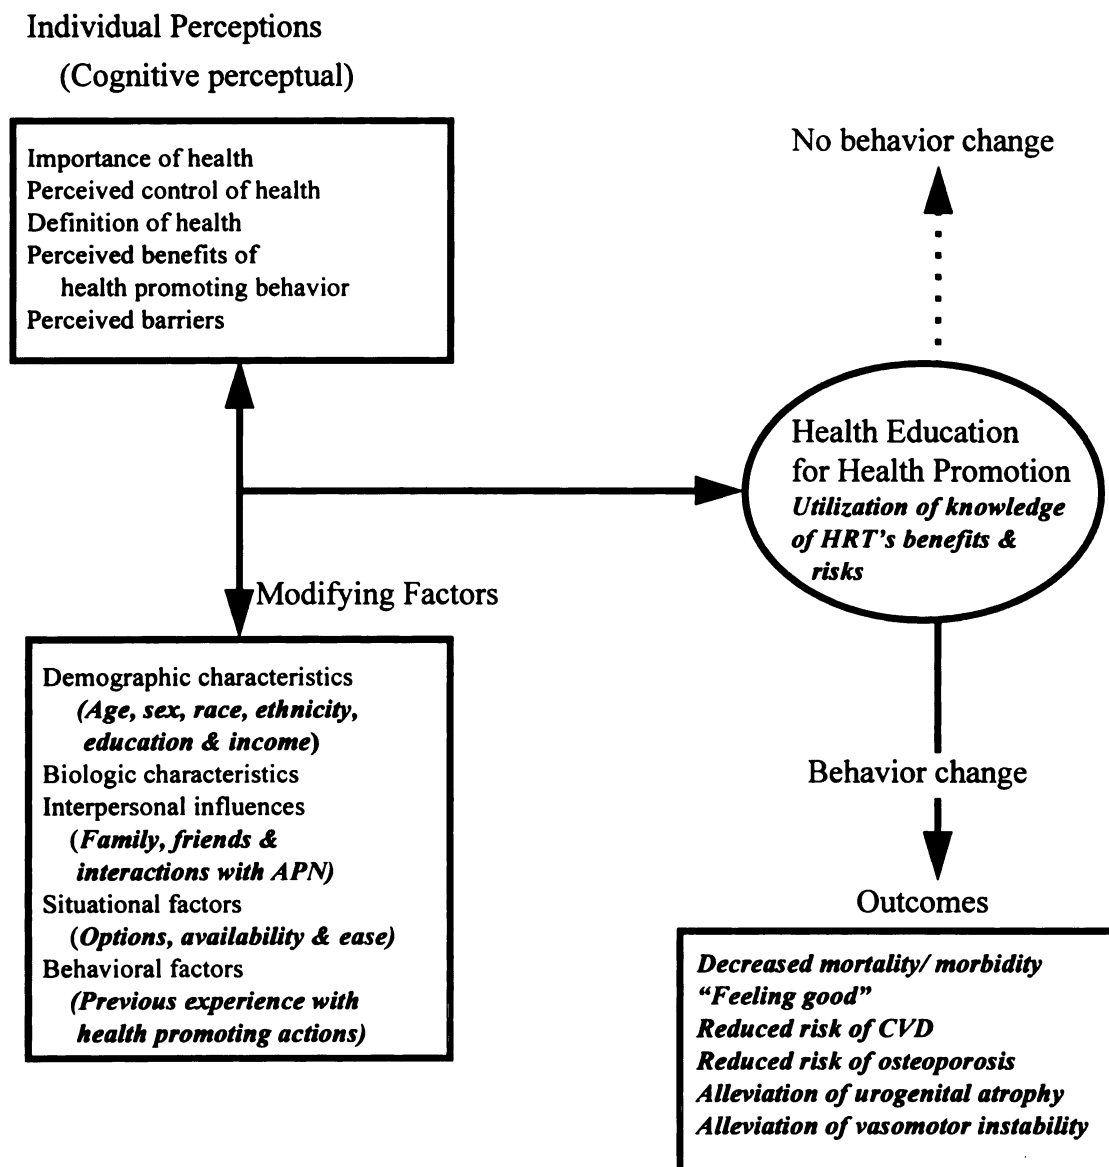 Individual Perceptions
(Cognitive perceptual)
Importance of health
Perceived control of health
Definition of health
Perceived benefits of
health promoting behavior
Perceived barriers
No behavior change
Health Education
for Health Promotion
Utilization of knowledge
of HRT's benefits &
risks
Modifying Factors
Demographic characteristics
(Age, sex, race, ethnicity,
education & income)
Biologic characteristics
Interpersonal influences
(Family, friends &
interactions with APN)
Situational factors
(Options, availability & ease)
Behavioral factors
(Previous experience with
health promoting actions)
Behavior change
Outcomes
Decreased mortality/ morbidity
“Feeling good”
Reduced risk of CVD
Reduced risk of osteoporosis
Alleviation of urogenital atrophy
Alleviation of vasomotor instability